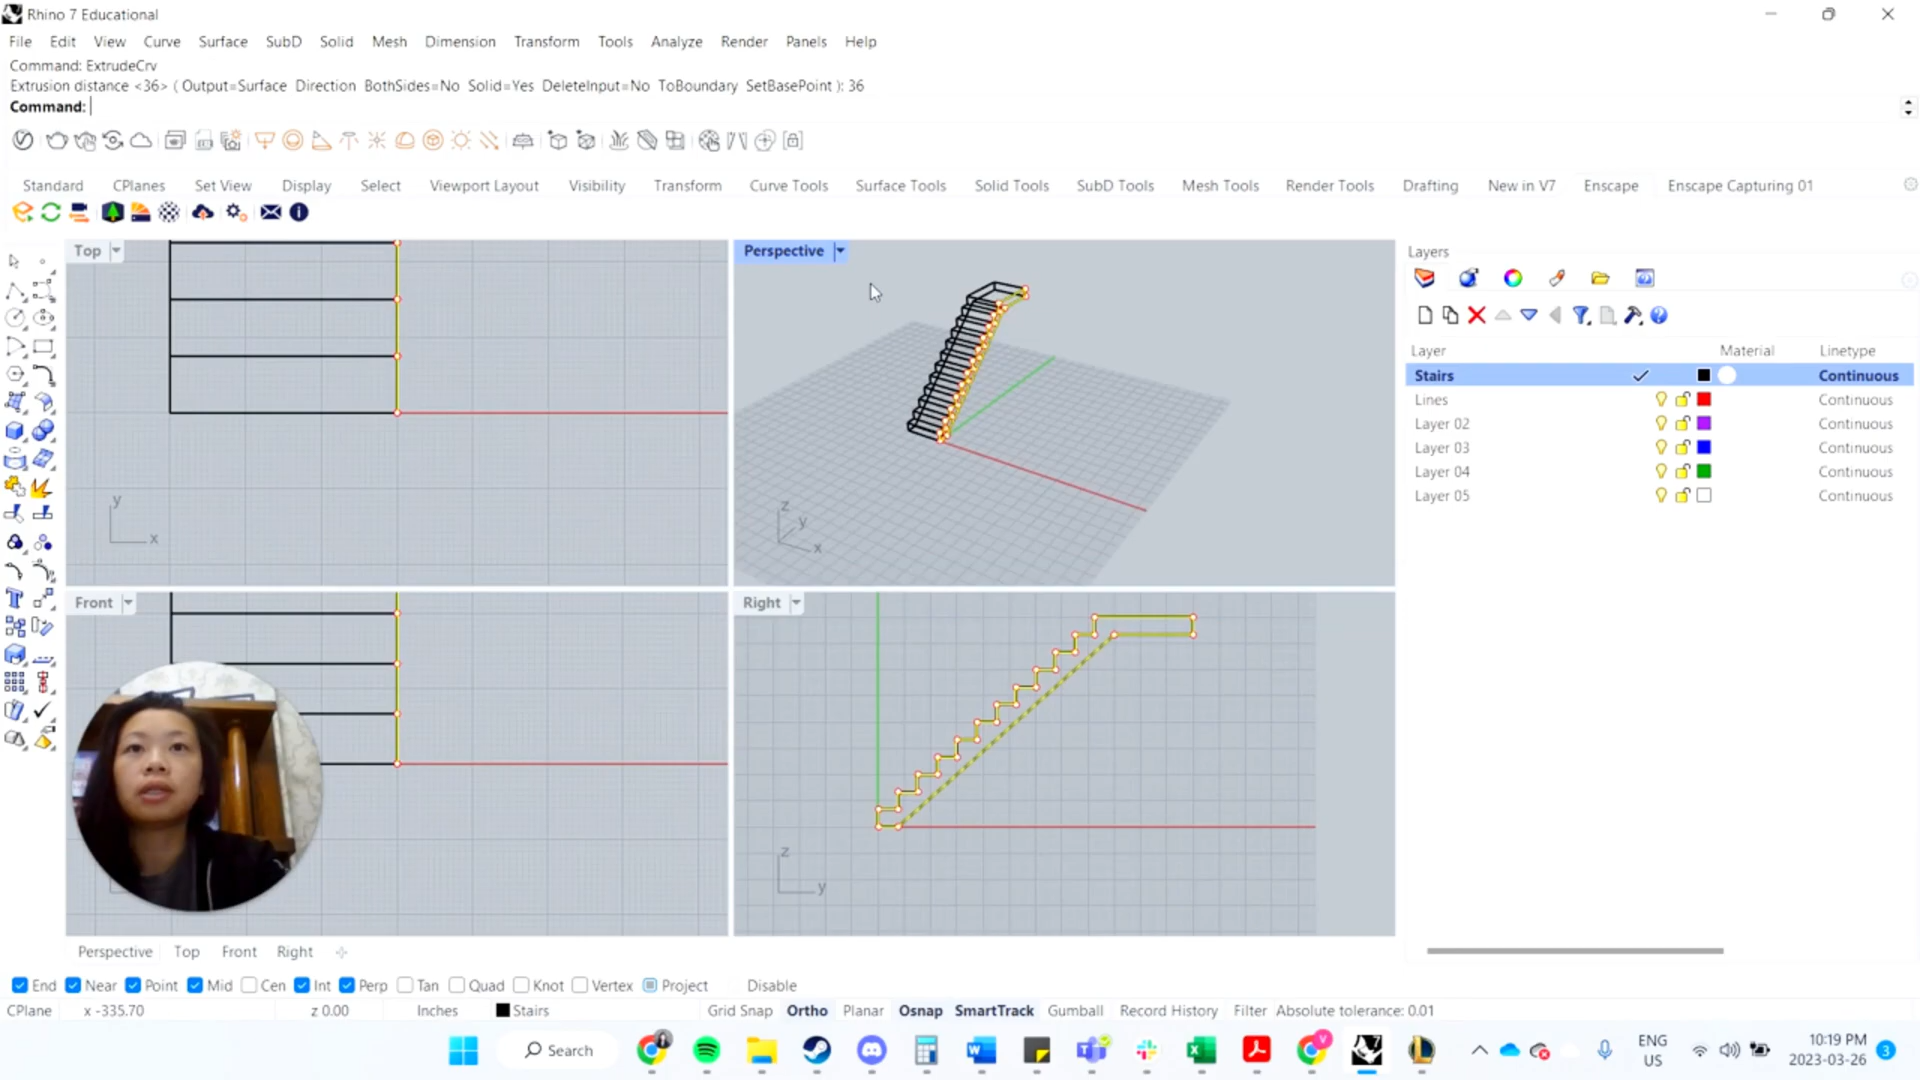 Rhino 7 Educational
File Edit View Curve Surface SubD Solid Mesh Dimension Transform Tools Analyze Render Panels Help
Command: ExtrudeCrv
Extrusion distance <36> ( Output=Surface Direction BothSides=No Solid=Yes DeleteInput=No ToBoundary SetBasePoint ): 36
Command:
Standard CPlanes Set View Display Select Viewport Layout Visibility Transform Curve Tools Surface Tools Solid Tools SubD Tools Mesh Tools Render Tools Drafting New in V7 Enscape Enscape Capturing 01
Top
y
x
Perspective
z
y
x
Front
Right
z
y
Layers
Layer Material Linetype
Stairs Continuous
Lines Continuous
Layer 02 Continuous
Layer 03 Continuous
Layer 04 Continuous
Layer 05 Continuous
Perspective Top Front Right
End Near Point Mid Cen Int Perp Tan Quad Knot Vertex Project Disable
CPlane x -335.70 z 0.00 Inches Stairs Grid Snap Ortho Planar Osnap SmartTrack Gumball Record History Filter Absolute tolerance: 0.01
Search
ENG
US
10:19 PM
2023-03-26
3